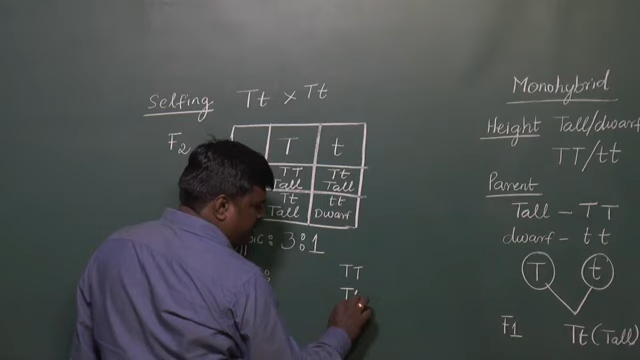 Selfing Tt x Tt
F2
T t
TT Tt
Tall Tall
Tt tt
Tall Dwarf
: 3:1
TT
Monohybrid
Height Tall/dwarf
TT/tt
Parent
Tall - TT
dwarf - tt
T t
F1 Tt (Tall)